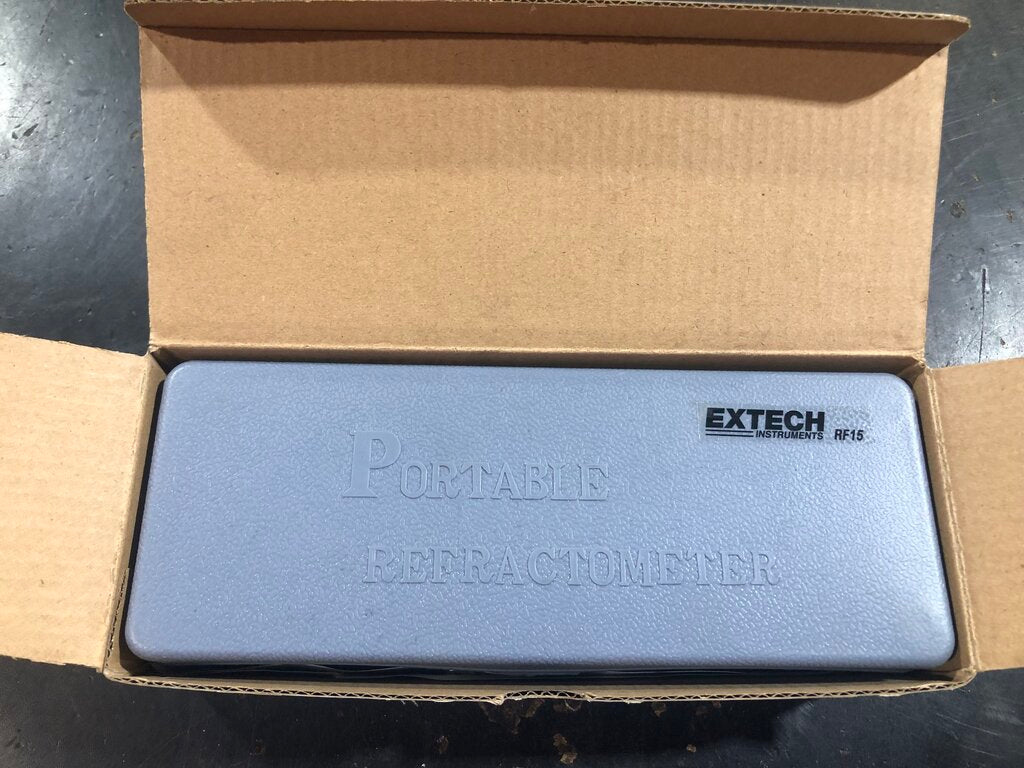 EXTECH
INSTRUMENTS RF15
PORTABLE
REFRACTOMETER